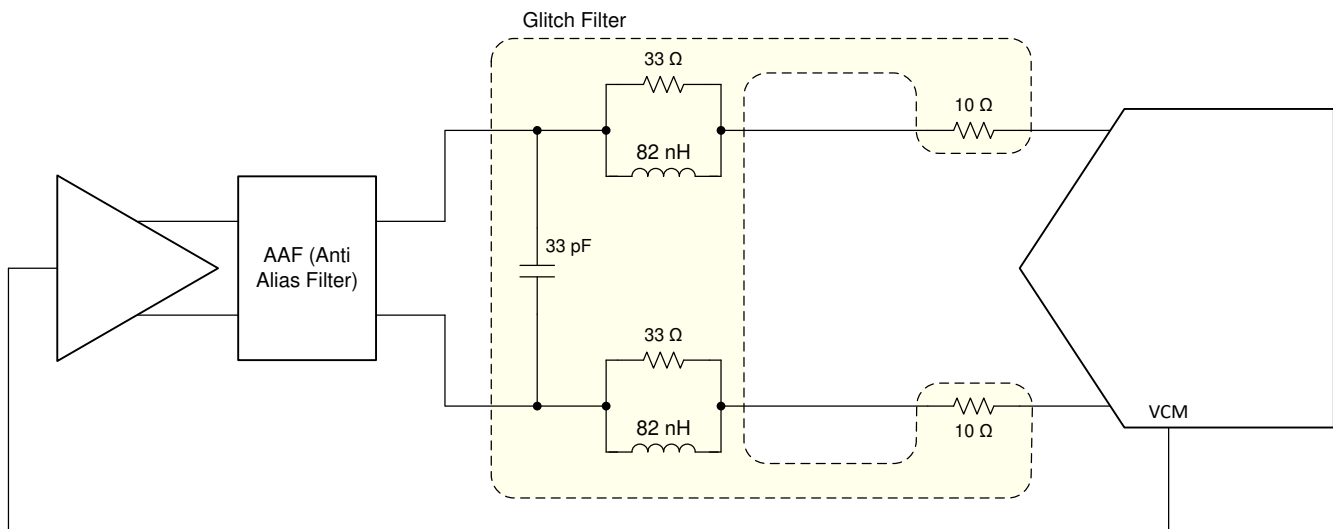 Glitch Filter
33 Ω
10 Ω
82 nH
AAF (Anti
Alias Filter)
33 pF
33 Ω
82 nH
10 Ω
VCM